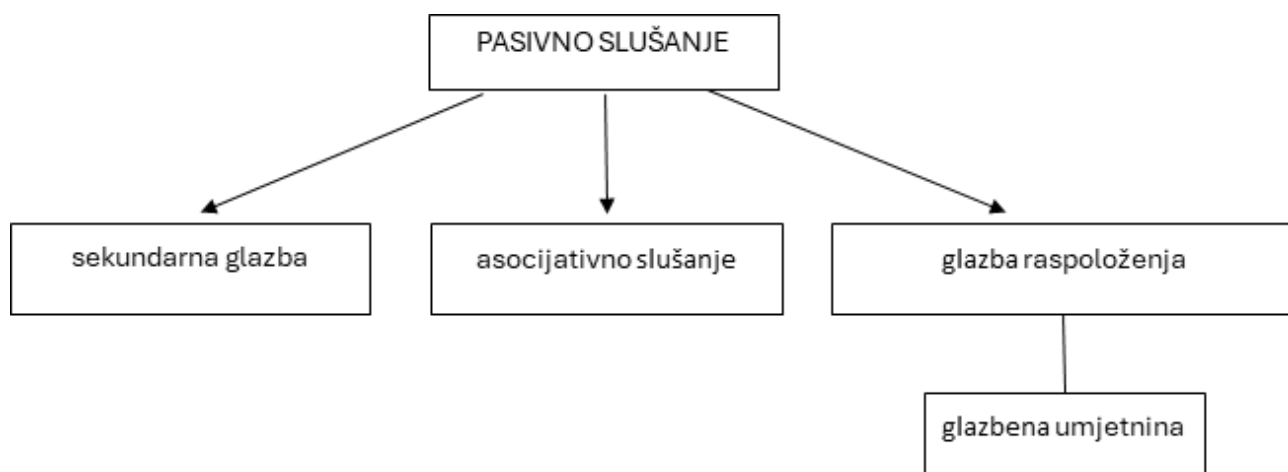 PASIVNO SLUŠANJE
sekundarna glazba
asocijativno slušanje
glazba raspoloženja
glazbena umjetnina